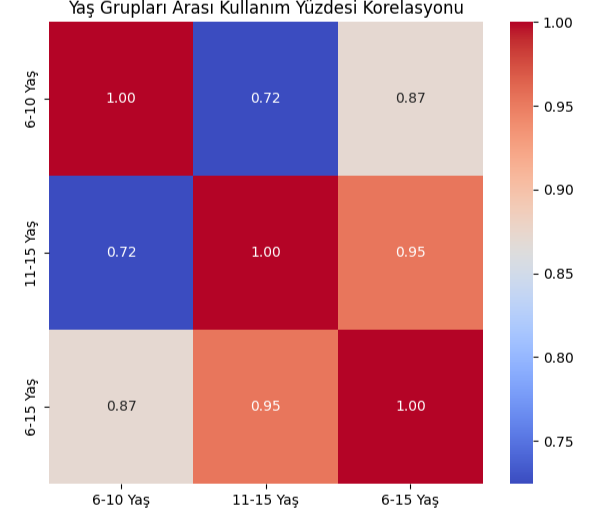 Yaş Grupları Arası Kullanım Yüzdesi Korelasyonu
6-10 Yaş
1.00 0.72 0.87
11-15 Yaş
0.72 1.00 0.95
6-15 Yaş
0.87 0.95 1.00
6-10 Yaş 11-15 Yaş 6-15 Yaş
1.00
0.95
0.90
0.85
0.80
0.75